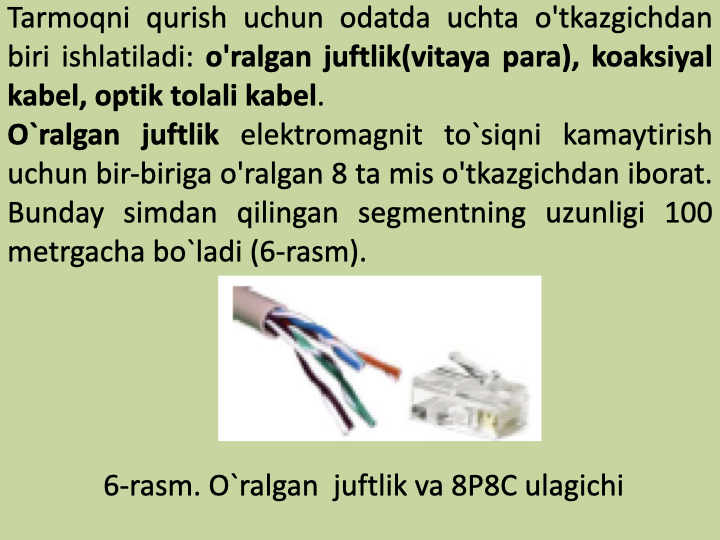 Tarmoqni qurish uchun odatda uchta o'tkazgichdan
biri ishlatiladi: o'ralgan juftlik(vitaya para), koaksiyal
kabel, optik tolali kabel.
O`ralgan juftlik elektromagnit to`siqni kamaytirish
uchun bir-biriga o'ralgan 8 ta mis o'tkazgichdan iborat.
Bunday simdan qilingan segmentning uzunligi 100
metrgacha bo`ladi (6-rasm).
6-rasm. O`ralgan juftlik va 8P8C ulagichi